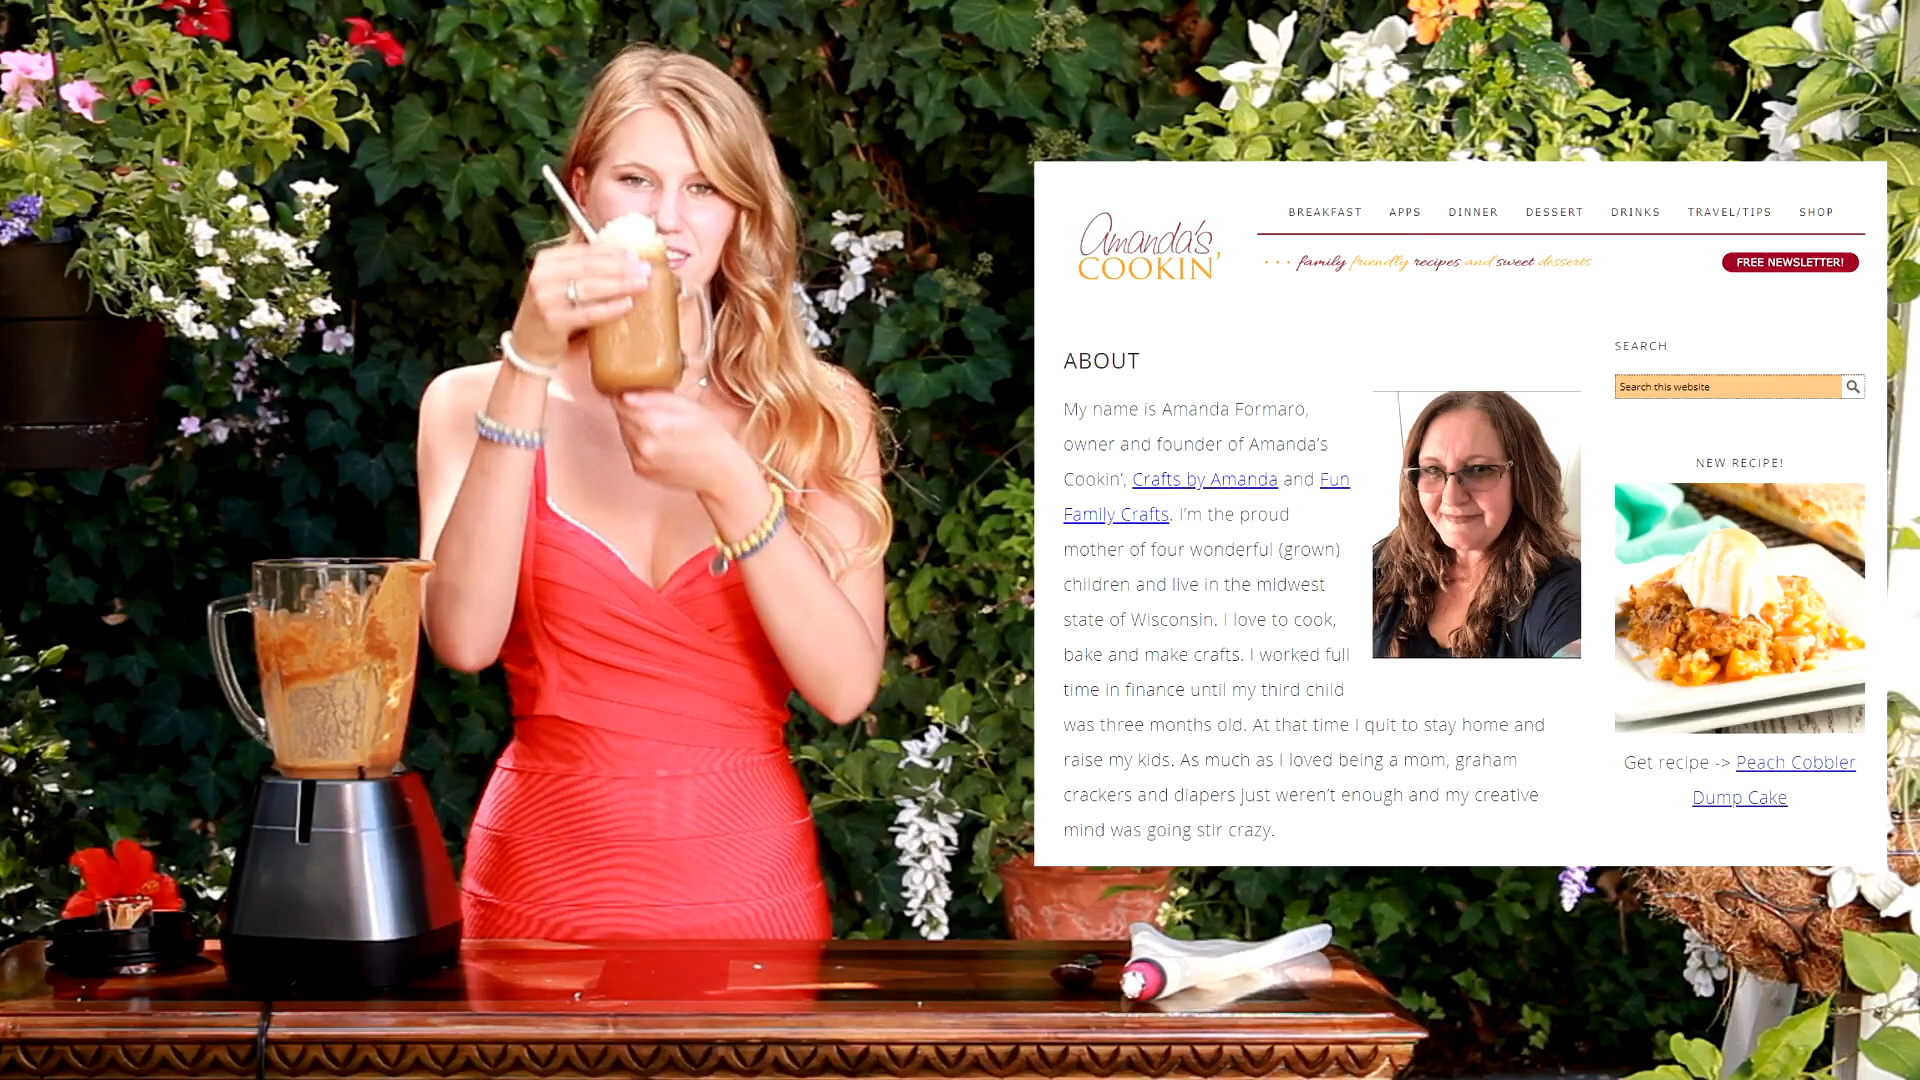 Amanda's
COOKIN'
BREAKFAST APPS DINNER DESSERT DRINKS TRAVEL/TIPS SHOP
family friendly recipes and sweet desserts
FREE NEWSLETTER!
ABOUT
My name is Amanda Formaro,
owner and founder of Amanda's
Cookin', Crafts by Amanda and Fun
Family Crafts. I'm the proud
mother of four wonderful (grown)
children and live in the midwest
state of Wisconsin. I love to cook,
bake and make crafts. I worked full
time in finance until my third child
was three months old. At that time I quit to stay home and
raise my kids. As much as I loved being a mom, graham
crackers and diapers just weren't enough and my creative
mind was going stir crazy.
SEARCH
Search this website
NEW RECIPE!
Get recipe -> Peach Cobbler
Dump Cake